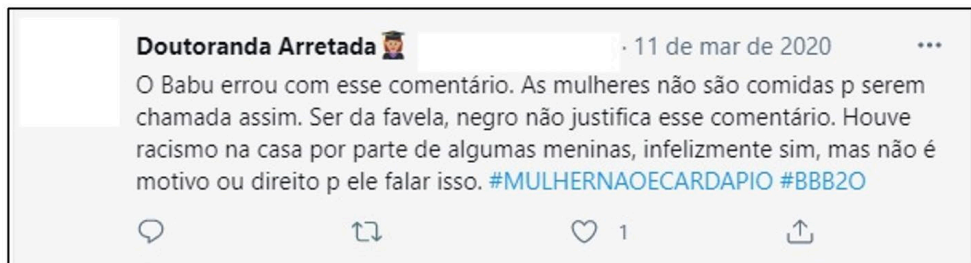 Doutoranda Arretada👩🏼‍🎓 · 11 de mar de 2020 •••
O Babu errou com esse comentário. As mulheres não são comidas p serem
chamada assim. Ser da favela, negro não justifica esse comentário. Houve
racismo na casa por parte de algumas meninas, infelizmente sim, mas não é
motivo ou direito p ele falar isso. #MULHERNAOECARDAPIO #BBB2O
1